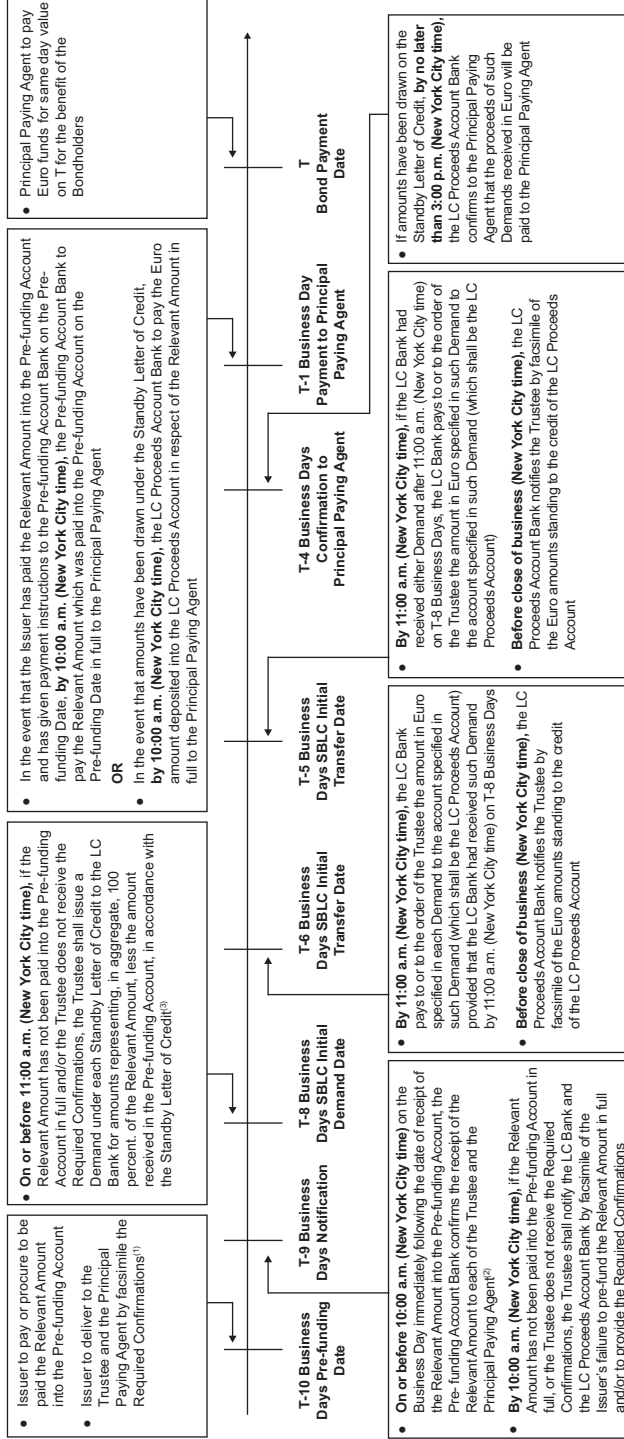 • Issuer to pay or procure to be
paid the Relevant Amount
into the Pre-funding Account
• Issuer to deliver to the
Trustee and the Principal
Paying Agent by facsimile the
Required Confirmations(1)
• On or before 11:00 a.m. (New York City time), if the
Relevant Amount has not been paid into the Pre-funding
Account in full and/or the Trustee does not receive the
Required Confirmations, the Trustee shall issue a
Demand under each Standby Letter of Credit to the LC
Bank for amounts representing, in aggregate, 100
percent. of the Relevant Amount, less the amount
received in the Pre-funding Account, in accordance with
the Standby Letter of Credit(3)
• In the event that the Issuer has paid the Relevant Amount into the Pre-funding Account
and has given payment instructions to the Pre-funding Account Bank on the Pre-
funding Date, by 10:00 a.m. (New York City time), the Pre-funding Account Bank to
pay the Relevant Amount which was paid into the Pre-funding Account on the
Pre-funding Date in full to the Principal Paying Agent
OR
• In the event that amounts have been drawn under the Standby Letter of Credit,
by 10:00 a.m. (New York City time), the LC Proceeds Account Bank to pay the Euro
amount deposited into the LC Proceeds Account in respect of the Relevant Amount in
full to the Principal Paying Agent
• Principal Paying Agent to pay
Euro funds for same day value
on T for the benefit of the
Bondholders
T-10 Business
Days Pre-funding
Date
T-9 Business
Days Notification
T-8 Business
Days SBLC Initial
Demand Date
T-6 Business
Days SBLC Initial
Transfer Date
T-5 Business
Days SBLC Initial
Transfer Date
T-4 Business Days
Confirmation to
Principal Paying Agent
T-1 Business Day
Payment to Principal
Paying Agent
T
Bond Payment
Date
• On or before 10:00 a.m. (New York City time) on the
Business Day immediately following the date of receipt of
the Relevant Amount into the Pre-funding Account, the
Pre- funding Account Bank confirms the receipt of the
Relevant Amount to each of the Trustee and the
Principal Paying Agent(2)
• By 10:00 a.m. (New York City time), if the Relevant
Amount has not been paid into the Pre-funding Account in
full, or the Trustee does not receive the Required
Confirmations, the Trustee shall notify the LC Bank and
the LC Proceeds Account Bank by facsimile of the
Issuer's failure to pre-fund the Relevant Amount in full
and/or to provide the Required Confirmations
• By 11:00 a.m. (New York City time), the LC Bank
pays to or to the order of the Trustee the amount in Euro
specified in each Demand to the account specified in
such Demand (which shall be the LC Proceeds Account)
provided that the LC Bank had received such Demand
by 11:00 a.m. (New York City time) on T-8 Business Days
• Before close of business (New York City time), the LC
Proceeds Account Bank notifies the Trustee by
facsimile of the Euro amounts standing to the credit
of the LC Proceeds Account
• By 11:00 a.m. (New York City time), if the LC Bank had
received either Demand after 11:00 a.m. (New York City time)
on T-8 Business Days, the LC Bank pays to or to the order of
the Trustee the amount in Euro specified in such Demand to
the account specified in such Demand (which shall be the LC
Proceeds Account)
• Before close of business (New York City time), the LC
Proceeds Account Bank notifies the Trustee by facsimile of
the Euro amounts standing to the credit of the LC Proceeds
Account
• If amounts have been drawn on the
Standby Letter of Credit, by no later
than 3:00 p.m. (New York City time),
the LC Proceeds Account Bank
confirms to the Principal Paying
Agent that the proceeds of such
Demands received in Euro will be
paid to the Principal Paying Agent